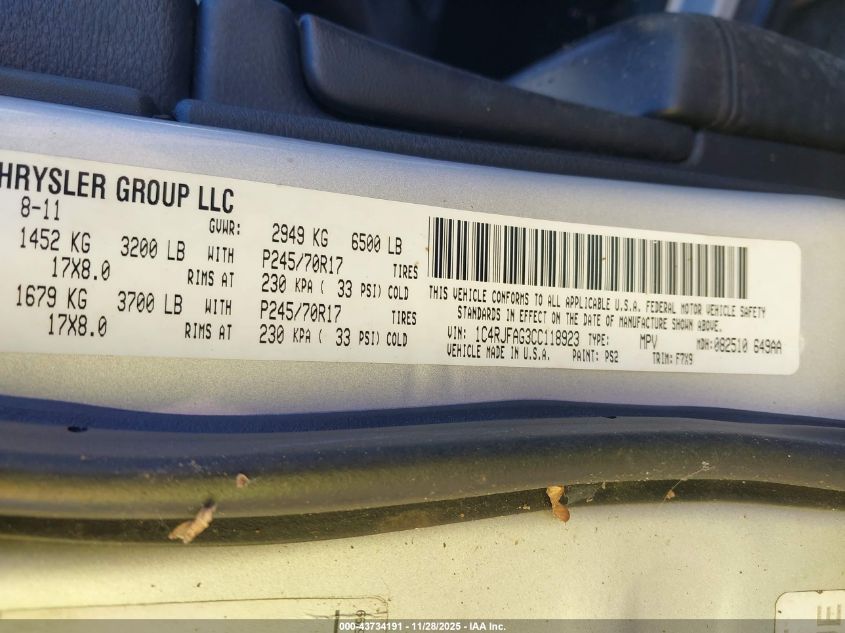 HRYSLER GROUP LLC
8-11 GVWR: 2949 KG 6500 LB
1452 KG 3200 LB WITH P245/70R17 TIRES
17X8.0 RIMS AT 230 KPA ( 33 PSI) COLD
1679 KG 3700 LB WITH P245/70R17 TIRES
17X8.0 RIMS AT 230 KPA ( 33 PSI) COLD
THIS VEHICLE CONFORMS TO ALL APPLICABLE U.S.A. FEDERAL MOTOR VEHICLE SAFETY
STANDARDS IN EFFECT ON THE DATE OF MANUFACTURE SHOWN ABOVE.
VIN: 1C4RJFAG3CC118923 TYPE: MPV MDH: 082510 649AA
VEHICLE MADE IN U.S.A. PAINT: PS2 TRIM: F7X9
000-43734191 - 11/28/2025 - IAA Inc.